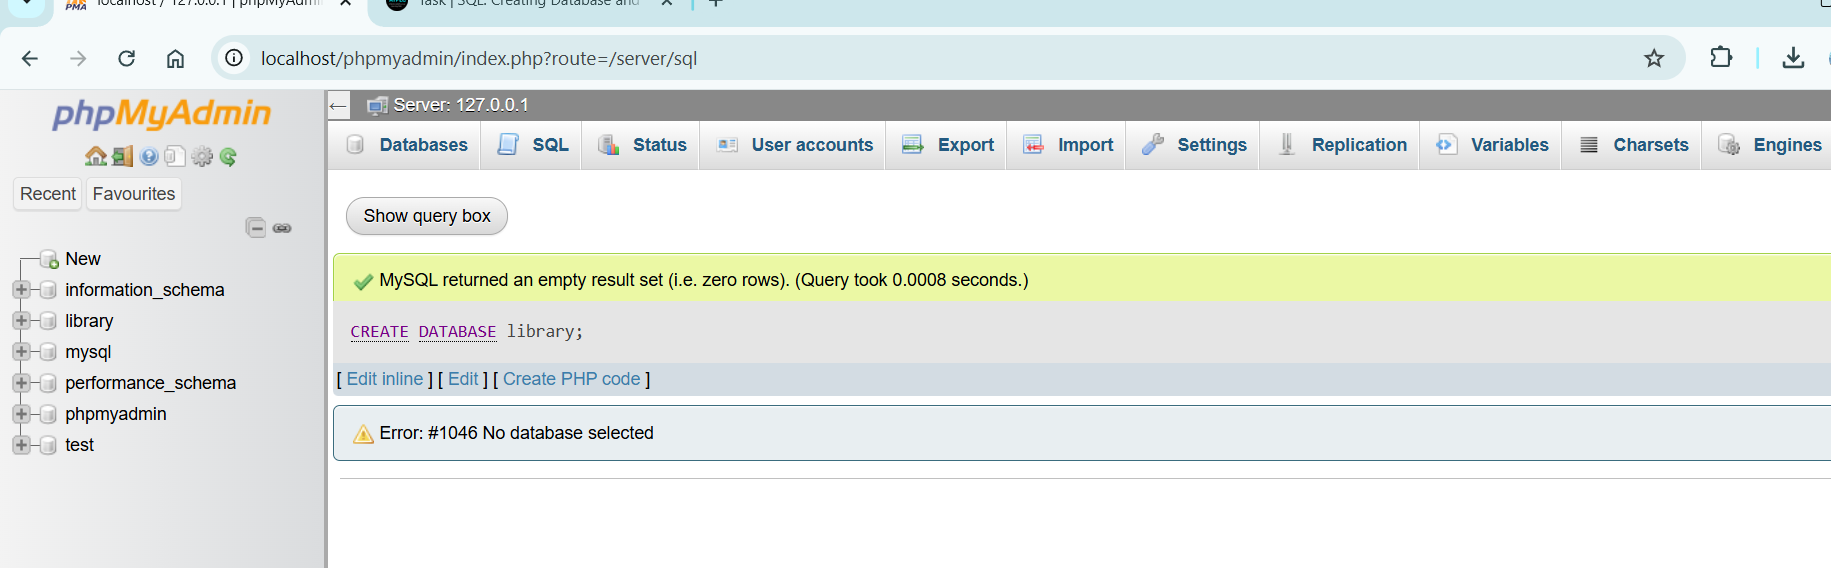 localhost / 127.0.0.1 | phpMyAdmi
Task | SQL: Creating Database and
localhost/phpmyadmin/index.php?route=/server/sql
phpMyAdmin
Server: 127.0.0.1
Databases SQL Status User accounts Export Import Settings Replication Variables Charsets Engines
Recent Favourites
Show query box
New
information_schema
library
mysql
performance_schema
phpmyadmin
test
MySQL returned an empty result set (i.e. zero rows). (Query took 0.0008 seconds.)
CREATE DATABASE library;
[ Edit inline ] [ Edit ] [ Create PHP code ]
Error: #1046 No database selected